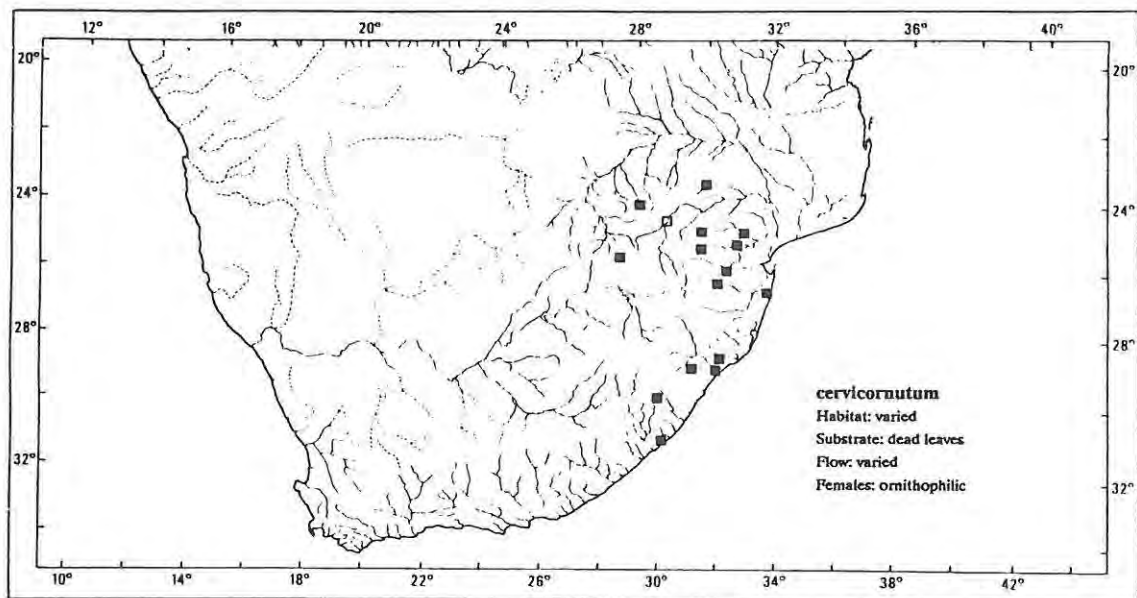 12° 16° 20° 24° 28° 32° 36° 40°
20° 20°
24° 24°
28° 28°
cervicornutum
Habitat: varied
Substrate: dead leaves
Flow: varied
Females: ornithophilic
32° 32°
10° 14° 18° 22° 26° 30° 34° 38° 42°